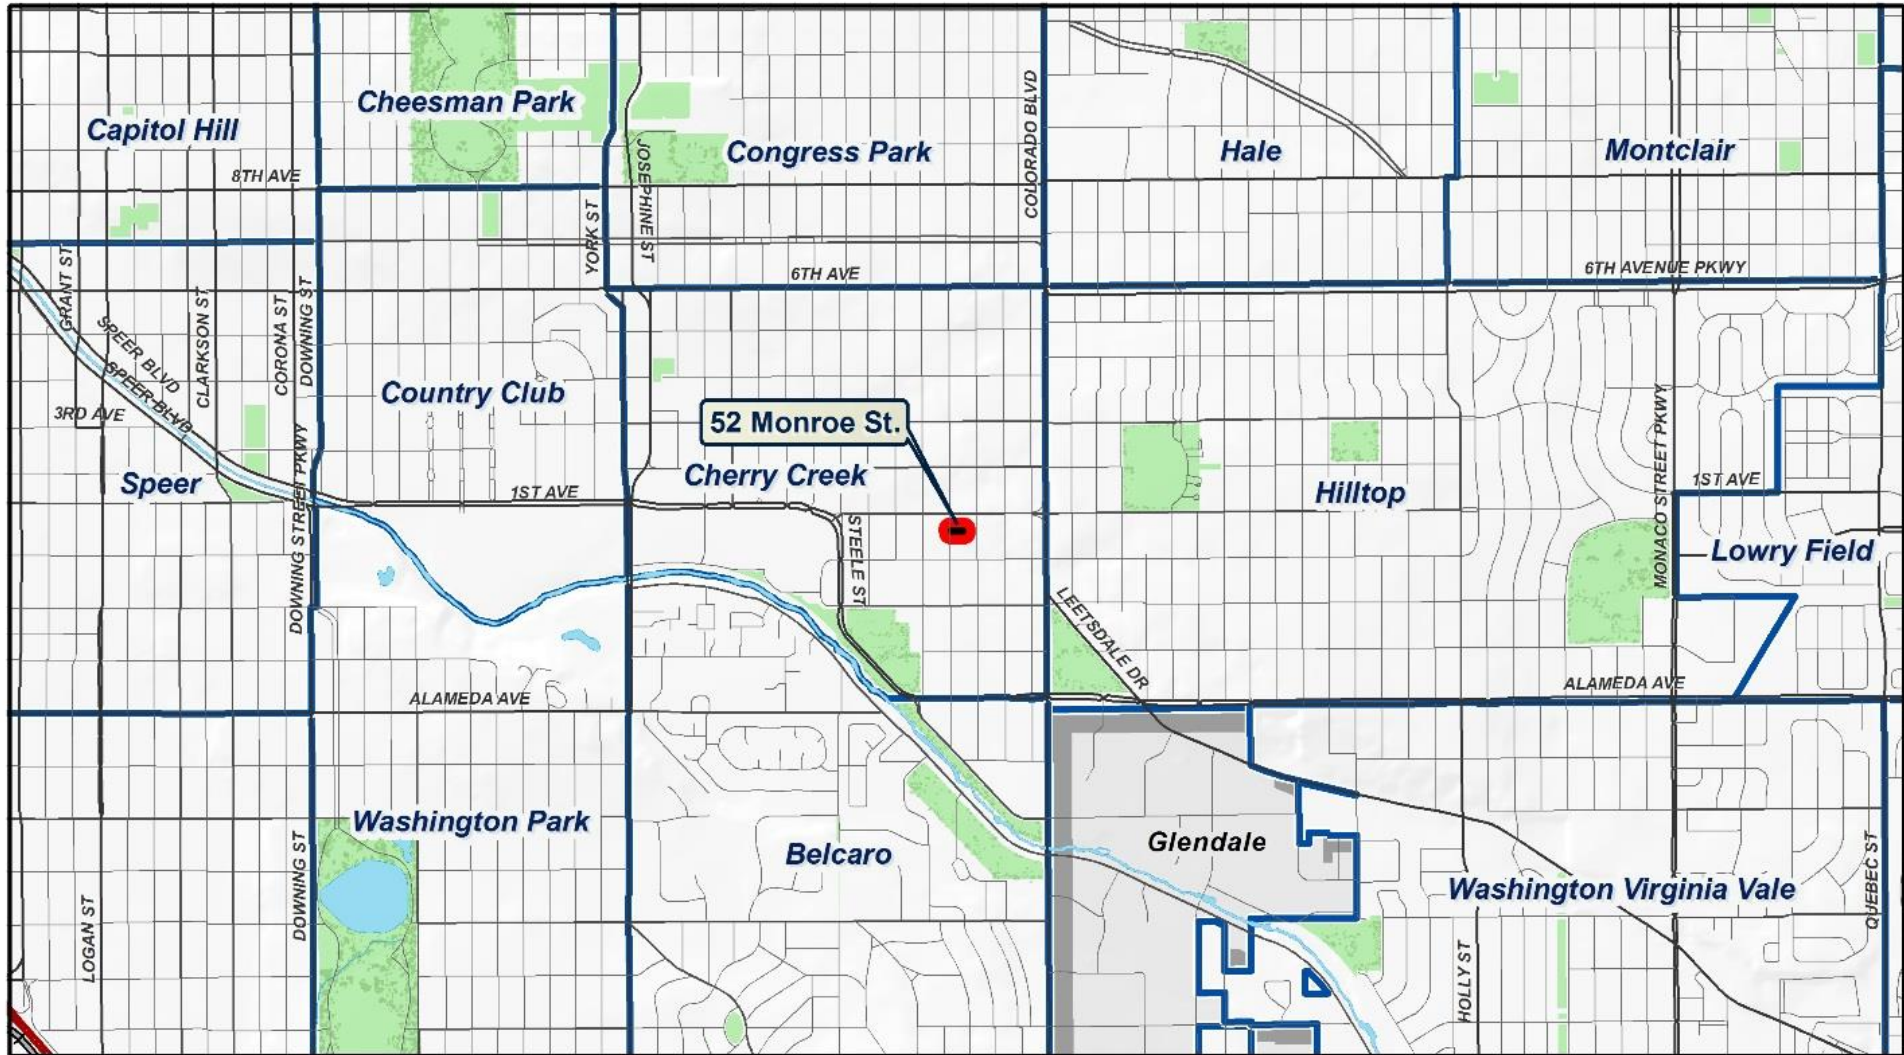 Cheesman Park
Capitol Hill
Congress Park
Hale
Montclair
8TH AVE
JOSEPHINE ST
COLORADO BLVD
YORK ST
6TH AVE
6TH AVENUE PKWY
GRANT ST
SPEER BLVD
SPEER BLVD
CLARKSON ST
CORONA ST
DOWNING ST
3RD AVE
Country Club
52 Monroe St.
Cherry Creek
Speer
1ST AVE
DOWNING STREET PKWY
STEELE ST
Hilltop
MONACO STREET PKWY
1ST AVE
Lowry Field
LEETSDALE DR
ALAMEDA AVE
ALAMEDA AVE
Washington Park
Belcaro
Glendale
Washington Virginia Vale
LOGAN ST
DOWNING ST
HOLLY ST
QUEBEC ST